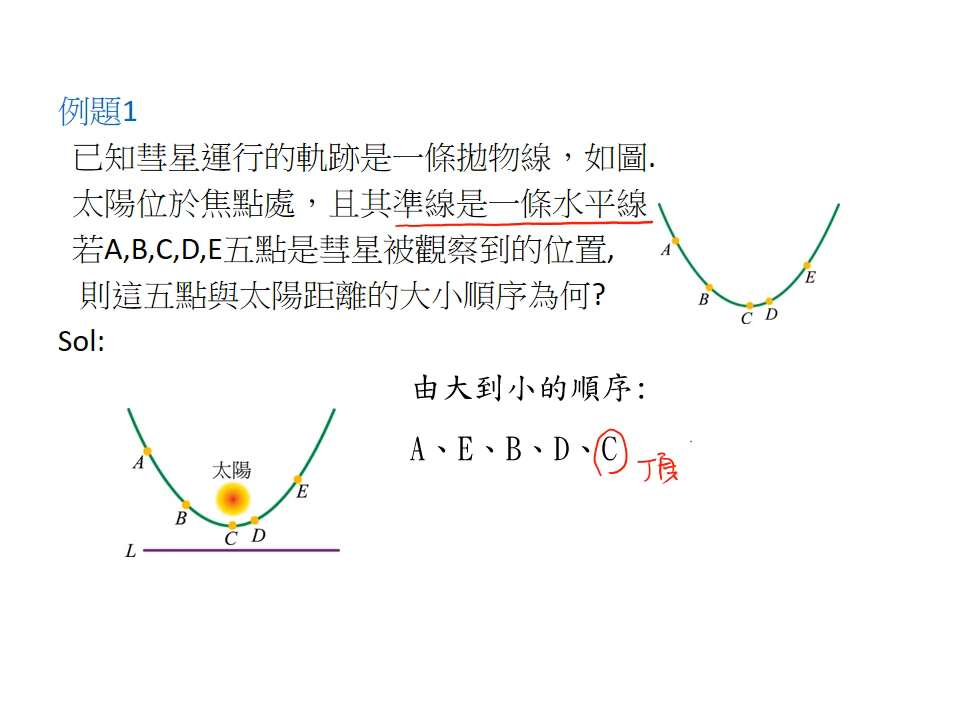 例題1
已知彗星運行的軌跡是一條拋物線，如圖.
太陽位於焦點處，且其準線是一條水平線
若A,B,C,D,E五點是彗星被觀察到的位置,
則這五點與太陽距離的大小順序為何?
A
B
C
D
E
Sol:
由大到小的順序:
A、E、B、D、C
頂
A
太陽
B
C
D
E
L